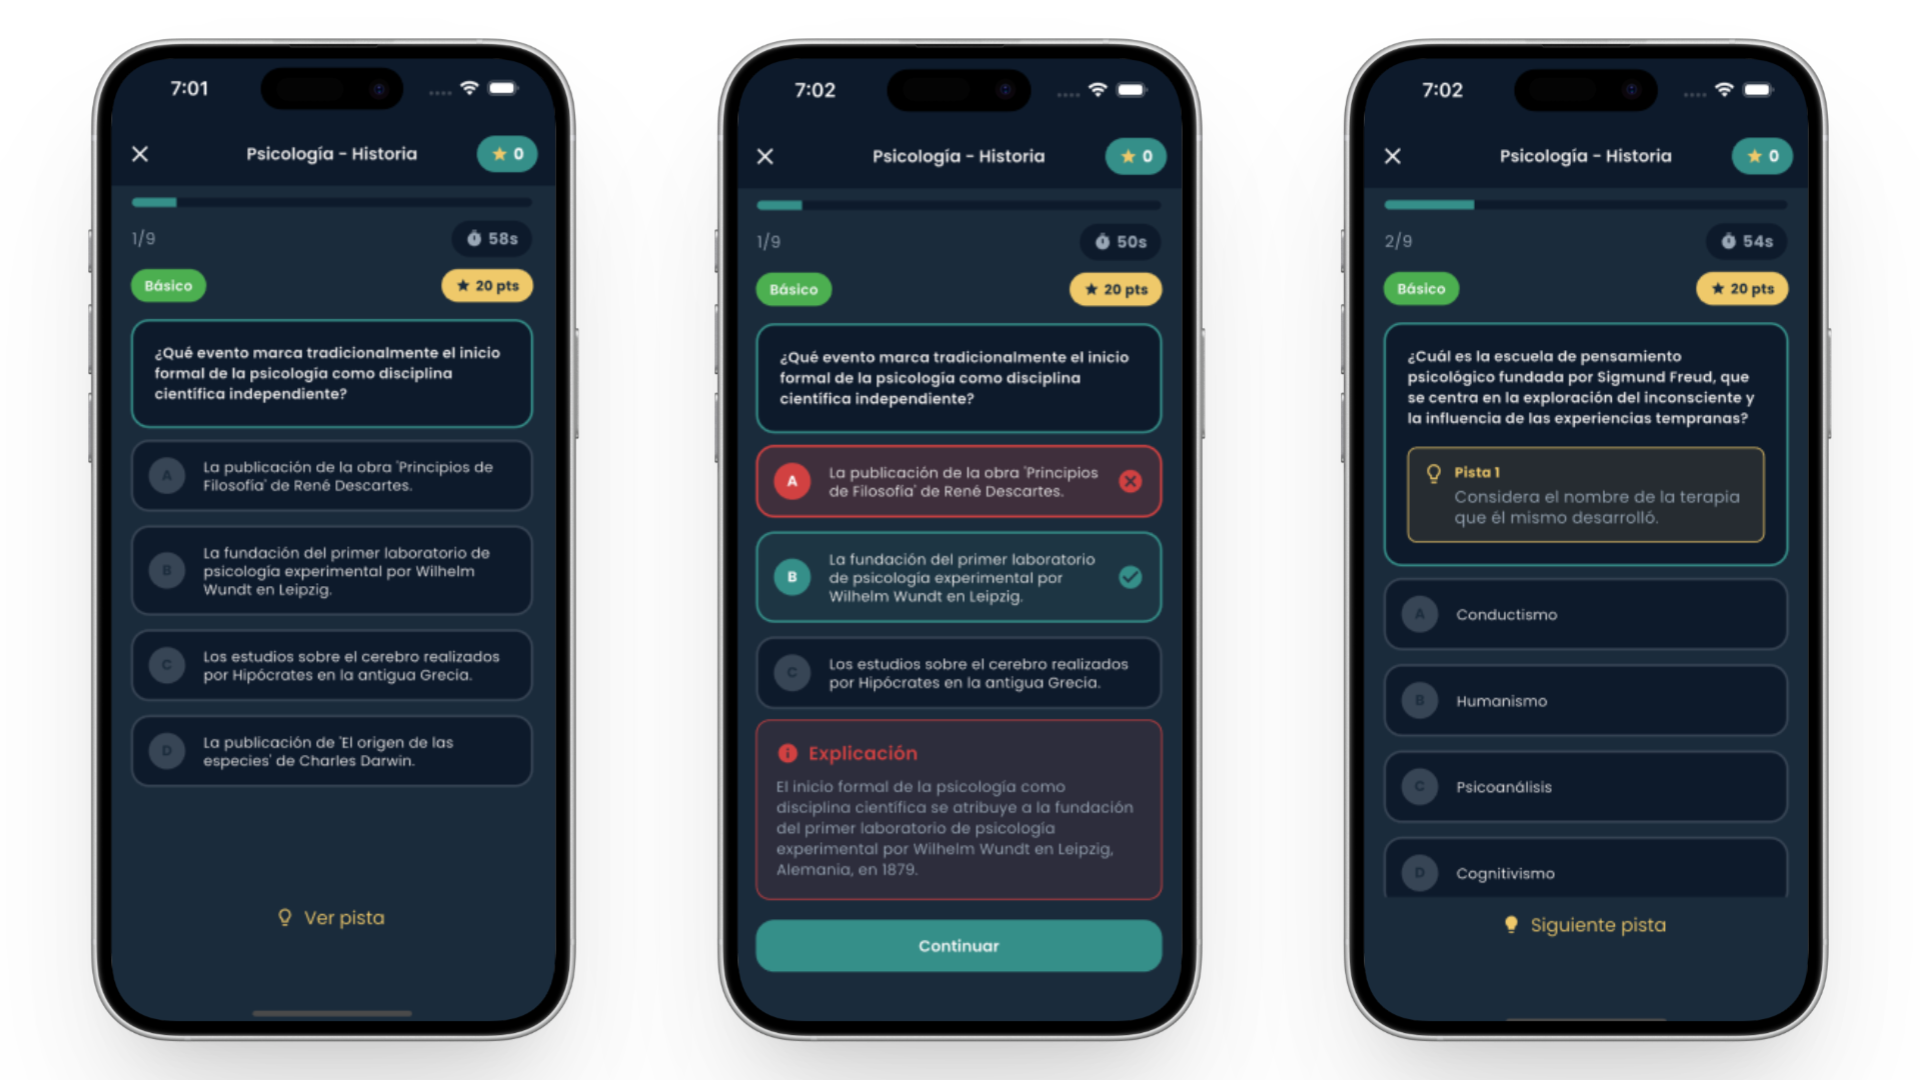 7:01
Psicología - Historia
0
1/9
58s
Básico
20 pts
¿Qué evento marca tradicionalmente el inicio
formal de la psicología como disciplina
científica independiente?
A
La publicación de la obra 'Principios de
Filosofía' de René Descartes.
B
La fundación del primer laboratorio de
psicología experimental por Wilhelm
Wundt en Leipzig.
C
Los estudios sobre el cerebro realizados
por Hipócrates en la antigua Grecia.
D
La publicación de 'El origen de las
especies' de Charles Darwin.
Ver pista
7:02
Psicología - Historia
0
1/9
50s
Básico
20 pts
¿Qué evento marca tradicionalmente el inicio
formal de la psicología como disciplina
científica independiente?
A
La publicación de la obra 'Principios
de Filosofía' de René Descartes.
B
La fundación del primer laboratorio
de psicología experimental por
Wilhelm Wundt en Leipzig.
C
Los estudios sobre el cerebro realizados
por Hipócrates en la antigua Grecia.
Explicación
El inicio formal de la psicología como
disciplina científica se atribuye a la fundación
del primer laboratorio de psicología
experimental por Wilhelm Wundt en Leipzig,
Alemania, en 1879.
Continuar
7:02
Psicología - Historia
0
2/9
54s
Básico
20 pts
¿Cuál es la escuela de pensamiento
psicológico fundada por Sigmund Freud, que
se centra en la exploración del inconsciente y
la influencia de las experiencias tempranas?
Pista 1
Considera el nombre de la terapia
que él mismo desarrolló.
A
Conductismo
B
Humanismo
C
Psicoanálisis
D
Cognitivismo
Siguiente pista